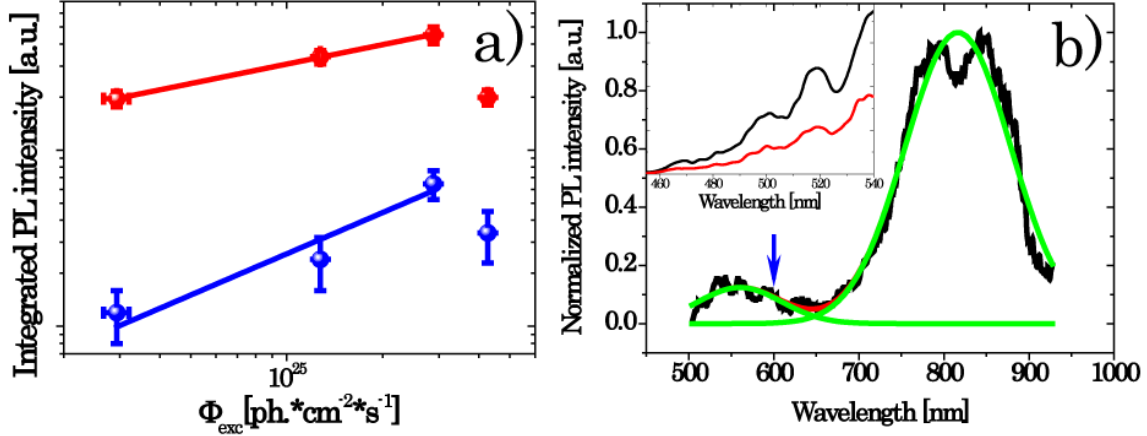 a)
Integrated PL intensity [a.u.]
10²⁵
Φexc[ph.*cm⁻²*s⁻¹]
b)
Normalized PL intensity
1.0
0.8
0.6
0.4
0.2
0.0
500 600 700 800 900 1000
Wavelength [nm]
460 480 500 520 540
Wavelength [nm]